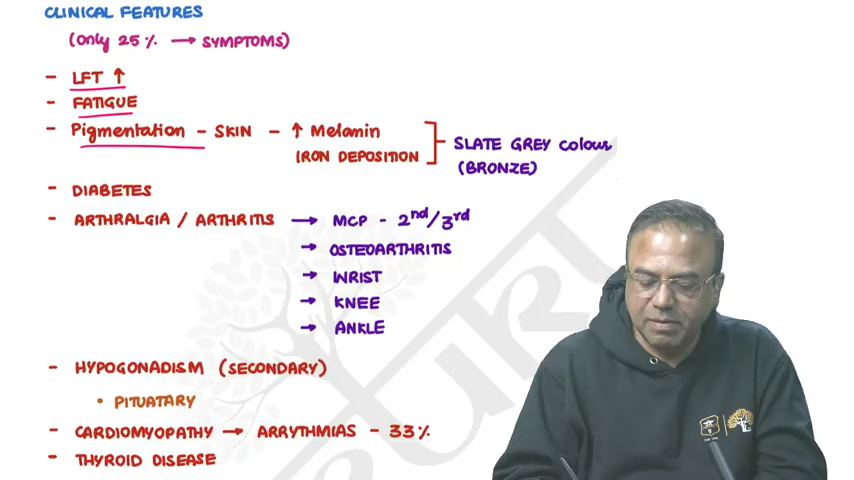 CLINICAL FEATURES
(Only 25% → SYMPTOMS)
- LFT ↑
- FATIGUE
- Pigmentation - SKIN - ↑ Melanin
IRON DEPOSITION
SLATE GREY colour
(BRONZE)
- DIABETES
- ARTHRALGIA / ARTHRITIS → MCP - 2nd/3rd
→ OSTEOARTHRITIS
→ WRIST
→ KNEE
→ ANKLE
- HYPOGONADISM (SECONDARY)
• PITUATARY
- CARDIOMYOPATHY → ARRYTHMIAS - 33%
- THYROID DISEASE